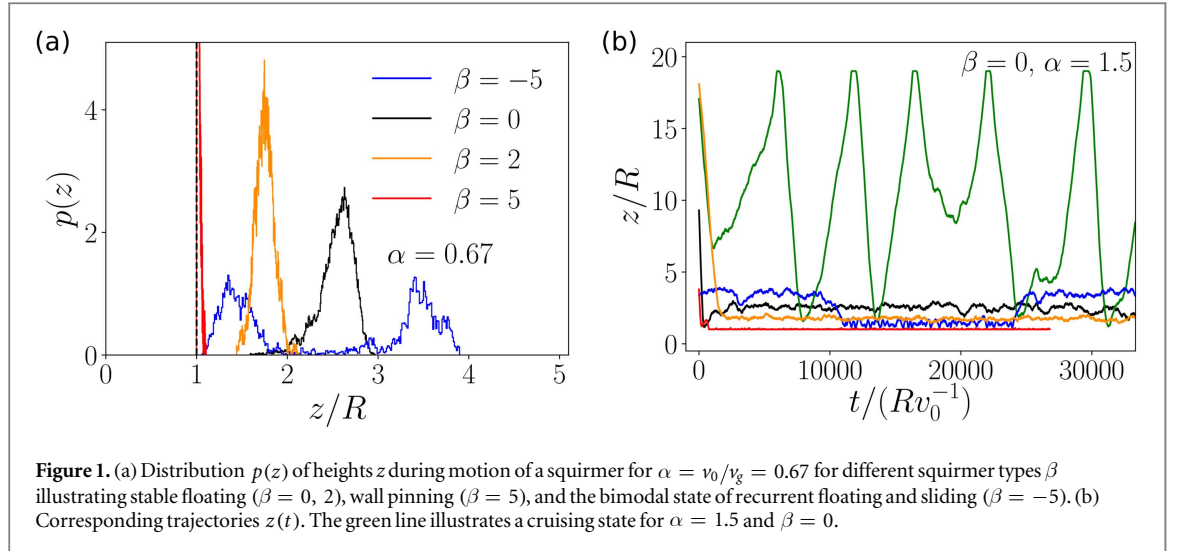 (a)
p(z)
4
2
0
β = −5
β = 0
β = 2
β = 5
α = 0.67
0 1 2 3 4 5
z/R
(b)
z/R
20
15
10
5
0
β = 0, α = 1.5
0 10000 20000 30000
t/(Rv₀⁻¹)
Figure 1. (a) Distribution p(z) of heights z during motion of a squirmer for α = v₀/v_g = 0.67 for different squirmer types β
illustrating stable floating (β = 0, 2), wall pinning (β = 5), and the bimodal state of recurrent floating and sliding (β = −5). (b)
Corresponding trajectories z(t). The green line illustrates a cruising state for α = 1.5 and β = 0.